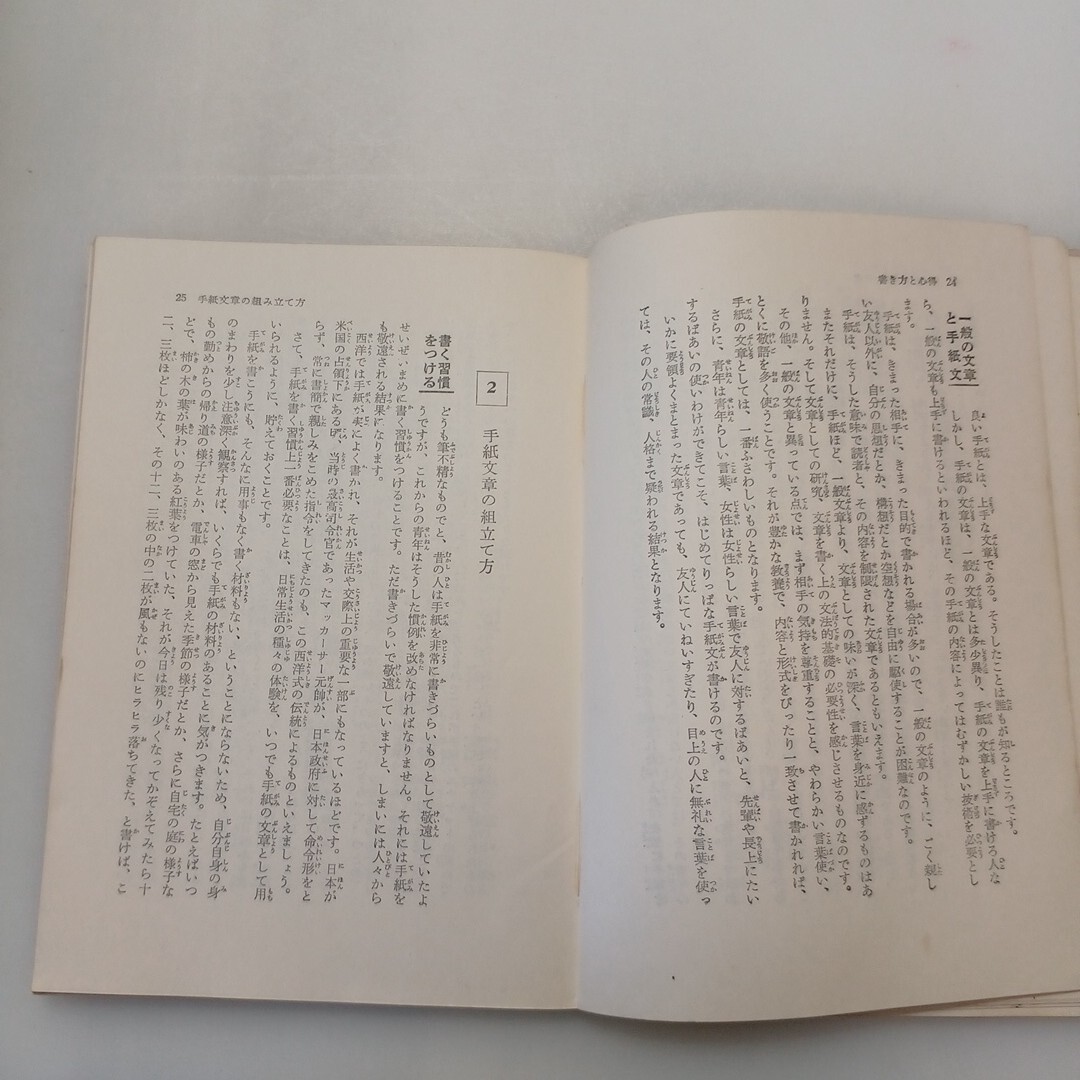 書き方と心得 24
一般の文章
と手紙文
良い手紙とは、上手な文章である。そうしたことは誰もが知るところです。
しかし、手紙の文章は、一般の文章とは多少異り、手紙の文章を上手に書ける人な
ら、一般の文章も上手に書けるといわれるほど、その手紙の内容によってはむずかしい技術を必要とし
ます。
手紙は、きまった相手に、きまった目的で書かれる場合が多いので、一般の文章のように、ごく親し
い友人以外に、自分の思想だとか、構想だとか空想などを自由に駆使することが困難なのです。
手紙は、そうした意味で読者と、その内容を制限された文章であるともいえます。
またそれだけに、手紙ほど、一般文章より、文章としての味いが深く、言葉を身近に感ずるものはあ
りません。そして文章としての研究、文章を書く上の文法的基礎の必要性を感じさせるものなのです。
その他、一般の文章と異っている点では、まず相手の気持を尊重することと、やわらかい言葉使い、
とくに敬語を多く使うことです。それが豊かな教養で、内容と形式をぴったり一致させて書かれれば、
手紙の文章としては、一番ふさわしいものとなります。
さらに、青年は青年らしい言葉、女性は女性らしい言葉で友人に対するばあいと、先輩や長上にたい
するばあいの使いわけができてこそ、はじめてりっぱな手紙文が書けるのです。
いかに要領よくまとまった文章であっても、友人にていねいすぎたり、目上の人に無礼な言葉を使っ
ては、その人の常識、人格まで疑われる結果となります。
25 手紙文章の組み立て方
2 手紙文章の組立て方
書く習慣
をつける
どうも筆不精なものでと、昔の人は手紙を非常に書きづらいものとして敬遠していたよ
うですが、これからの青年はそうした慣例を改めなければなりません。それには手紙を
せいぜいまめに書く習慣をつけることです。ただ書きづらいで敬遠していますと、しまいには人々から
も敬遠される結果になります。
西洋では手紙が実によく書かれ、それが生活や交際上の重要な一部にもなっているほどです。日本が
米国の占領下にある頃、当時の最高司令官であったマッカーサー元帥が、日本政府に対して命令形をと
らず、常に書簡で親しみをこめた指令をしてきたのも、この西洋式の伝統によるものといえましょう。
さて、手紙を書く習慣上一番必要なことは、日常生活の種々の体験を、いつでも手紙の文章として用
いられるように、貯えておくことです。
手紙を書こうにも、そんなに用事もなく書く材料もない、ということにならないため、自分自身の身
のまわりを少し注意深く観察すれば、いくらでも手紙の材料のあることに気がつきます。たとえばいつ
もの勤めからの帰り道の様子だとか、電車の窓から見えた季節の様子だとか、さらに自宅の庭の様子な
どで、柿の木の葉が味わいのある紅葉をつけていた、それが今日は残り少くなってかぞえてみたら十
二、三枚ほどしかなく、その十二、三枚の中の二枚が風もないのにヒラヒラ落ちてきた、と書けば、こ